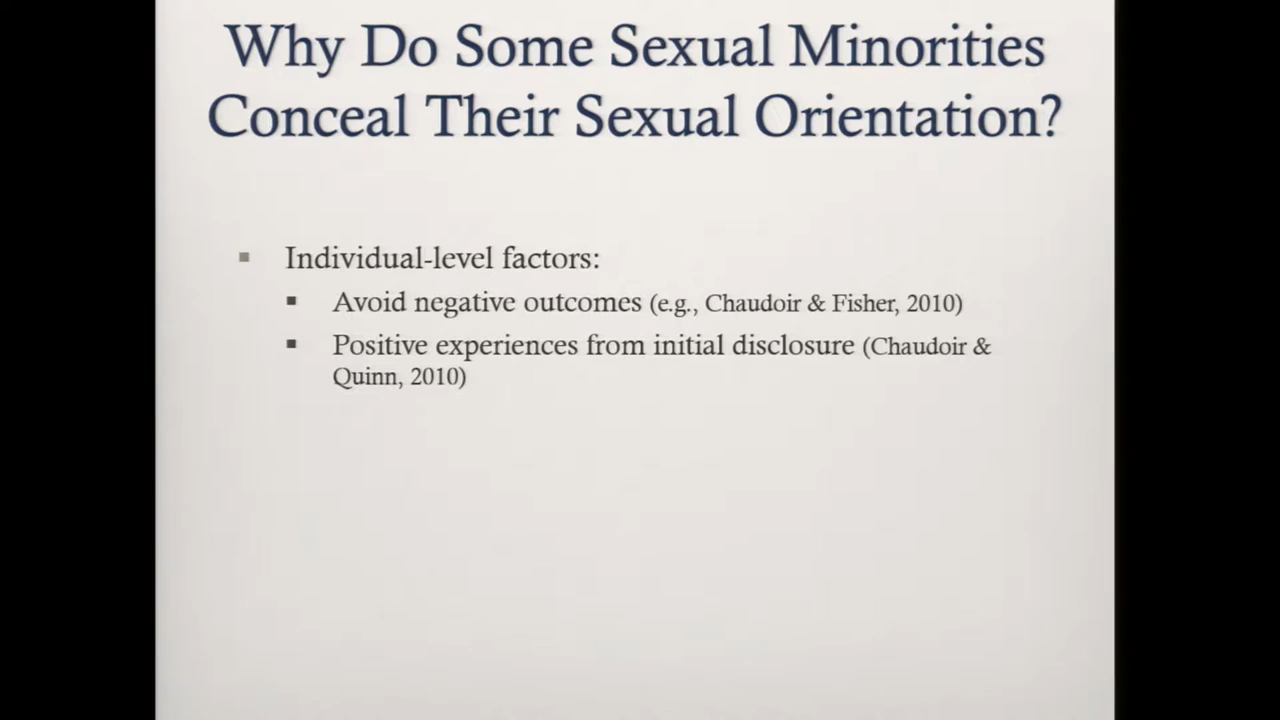 Why Do Some Sexual Minorities
Conceal Their Sexual Orientation?
▪ Individual-level factors:
▪ Avoid negative outcomes (e.g., Chaudoir & Fisher, 2010)
▪ Positive experiences from initial disclosure (Chaudoir &
Quinn, 2010)